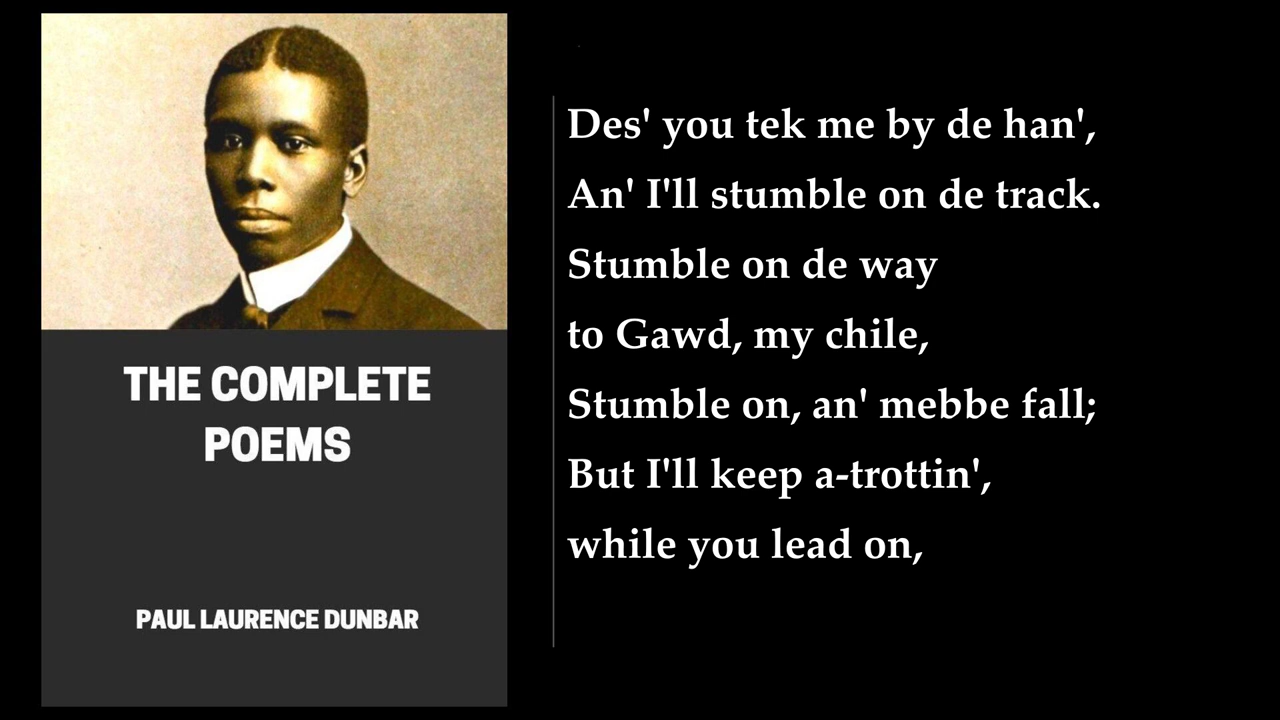 THE COMPLETE
POEMS
PAUL LAURENCE DUNBAR
Des' you tek me by de han',
An' I'll stumble on de track.
Stumble on de way
to Gawd, my chile,
Stumble on, an' mebbe fall;
But I'll keep a-trottin',
while you lead on,